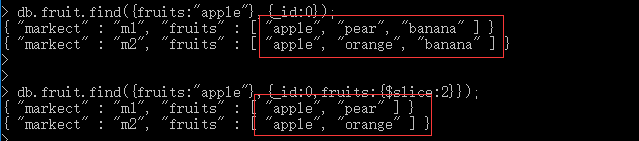 > db.fruit.find({fruits:"apple"}, {_id:0});
{ "markect" : "m1", "fruits" : [ "apple", "pear", "banana" ] }
{ "markect" : "m2", "fruits" : [ "apple", "orange", "banana" ] }
>
> db.fruit.find({fruits:"apple"}, {_id:0,fruits:{$slice:2}});
{ "markect" : "m1", "fruits" : [ "apple", "pear" ] }
{ "markect" : "m2", "fruits" : [ "apple", "orange" ] }
>